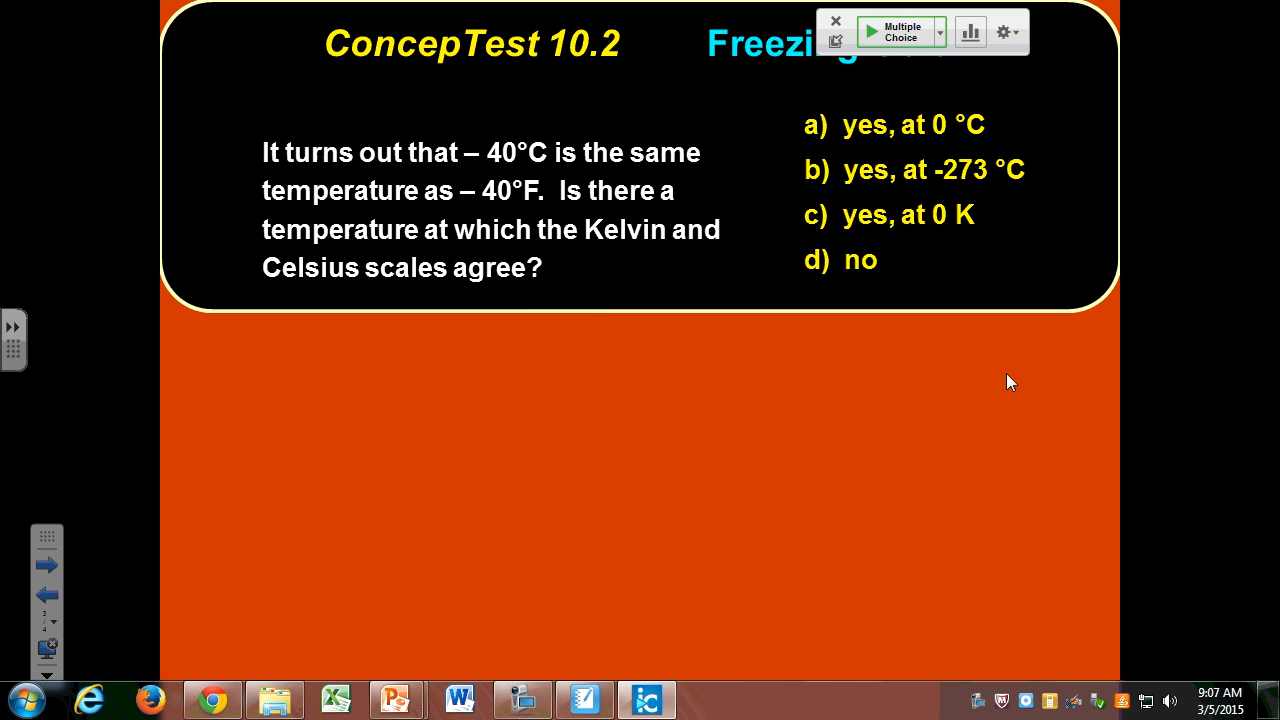 ConcepTest 10.2
Multiple
Choice
It turns out that – 40°C is the same
temperature as – 40°F. Is there a
temperature at which the Kelvin and
Celsius scales agree?
a) yes, at 0 °C
b) yes, at -273 °C
c) yes, at 0 K
d) no
3
/
4
9:07 AM
3/5/2015